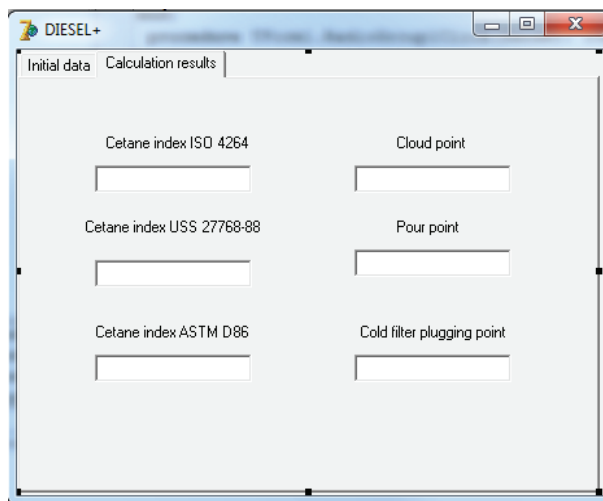 DIESEL+
Initial data Calculation results
Cetane index ISO 4264 Cloud point
Cetane index USS 27768-88 Pour point
Cetane index ASTM D86 Cold filter plugging point